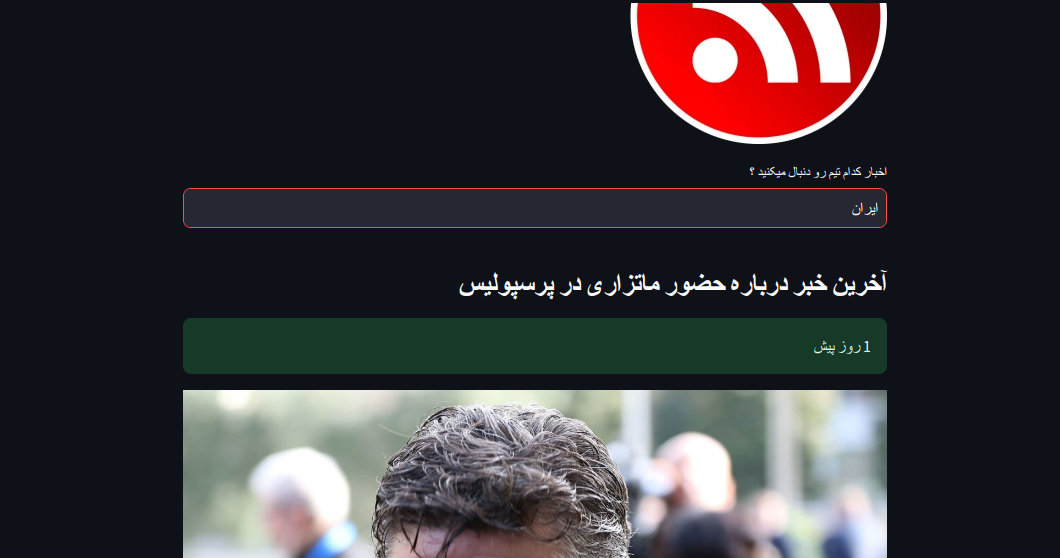 اخبار کدام تیم رو دنبال میکنید ؟
ایران
آخرین خبر درباره حضور ماتزاری در پرسپولیس
1 روز پیش